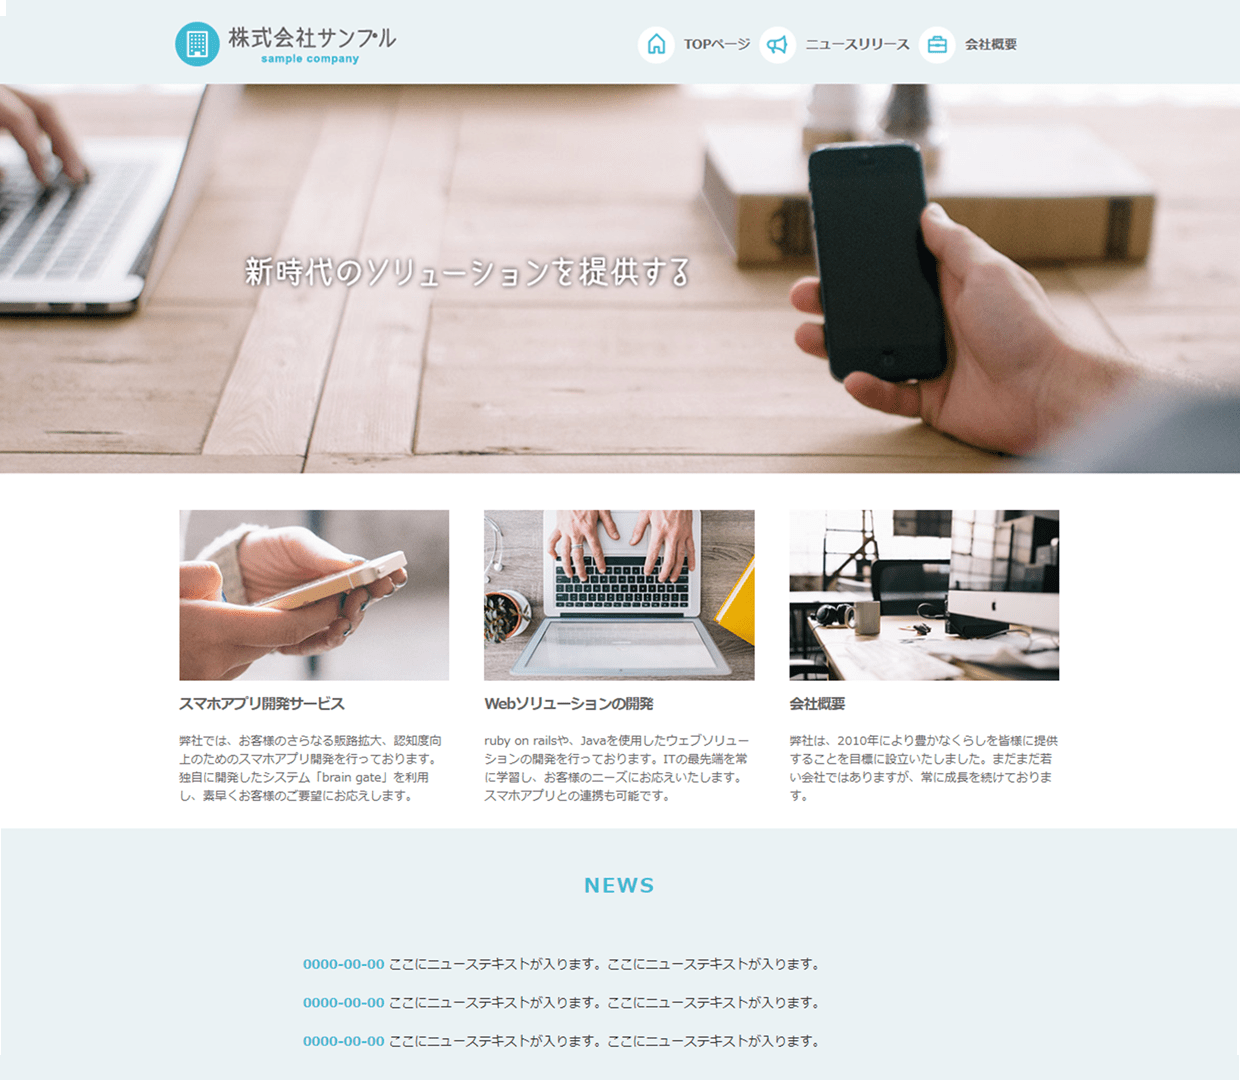 株式会社サンプル
sample company
TOPページ ニュースリリース 会社概要
新時代のソリューションを提供する
スマホアプリ開発サービス
弊社では、お客様のさらなる販路拡大、認知度向
上のためのスマホアプリ開発を行っております。
独自に開発したシステム「brain gate」を利用
し、素早くお客様のご要望にお応えします。
Webソリューションの開発
ruby on railsや、Javaを使用したウェブソリュー
ションの開発を行っております。ITの最先端を常
に学習し、お客様のニーズにお応えいたします。
スマホアプリとの連携も可能です。
会社概要
弊社は、2010年により豊かなくらしを皆様に提供
することを目標に設立いたしました。まだまだ若
い会社ではありますが、常に成長を続けておりま
す。
NEWS
0000-00-00 ここにニューステキストが入ります。ここにニューステキストが入ります。
0000-00-00 ここにニューステキストが入ります。ここにニューステキストが入ります。
0000-00-00 ここにニューステキストが入ります。ここにニューステキストが入ります。